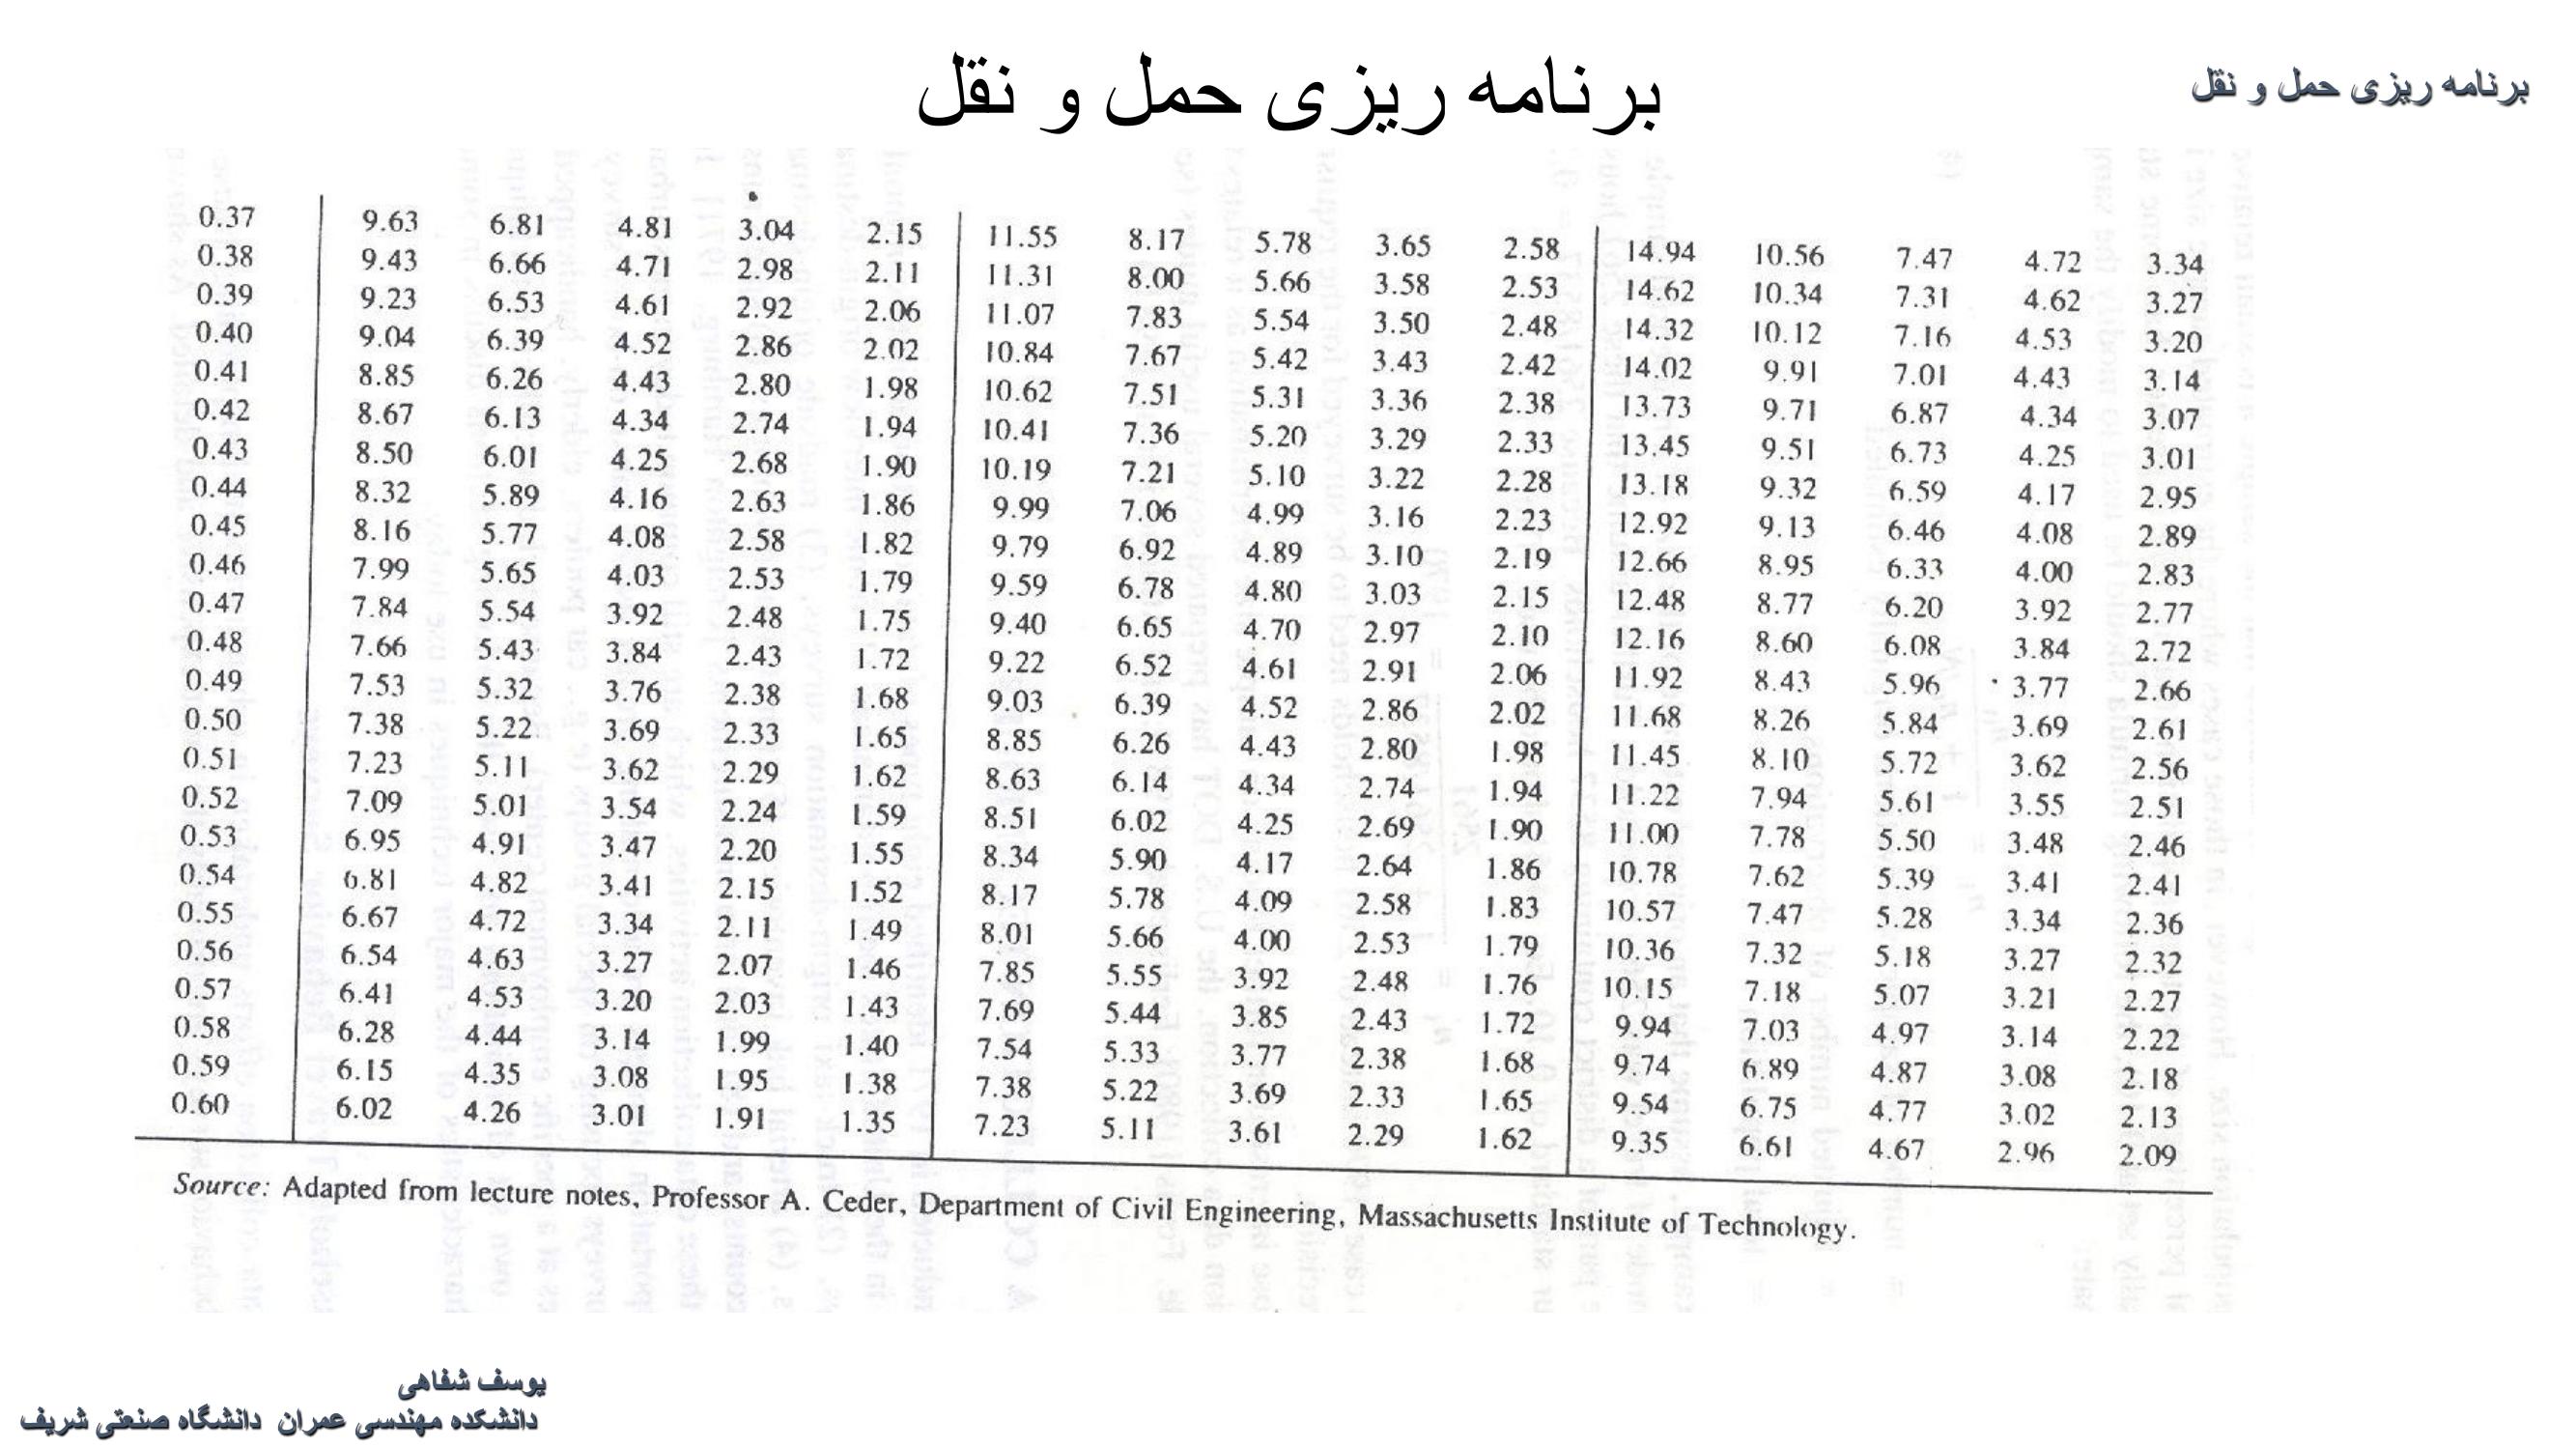 برنامه ریزی حمل و نقل
برنامه ریزی حمل و نقل
0.37 9.63 6.81 4.81 3.04 2.15 11.55 8.17 5.78 3.65 2.58 14.94 10.56 7.47 4.72 3.34
0.38 9.43 6.66 4.71 2.98 2.11 11.31 8.00 5.66 3.58 2.53 14.62 10.34 7.31 4.62 3.27
0.39 9.23 6.53 4.61 2.92 2.06 11.07 7.83 5.54 3.50 2.48 14.32 10.12 7.16 4.53 3.20
0.40 9.04 6.39 4.52 2.86 2.02 10.84 7.67 5.42 3.43 2.42 14.02 9.91 7.01 4.43 3.14
0.41 8.85 6.26 4.43 2.80 1.98 10.62 7.51 5.31 3.36 2.38 13.73 9.71 6.87 4.34 3.07
0.42 8.67 6.13 4.34 2.74 1.94 10.41 7.36 5.20 3.29 2.33 13.45 9.51 6.73 4.25 3.01
0.43 8.50 6.01 4.25 2.68 1.90 10.19 7.21 5.10 3.22 2.28 13.18 9.32 6.59 4.17 2.95
0.44 8.32 5.89 4.16 2.63 1.86 9.99 7.06 4.99 3.16 2.23 12.92 9.13 6.46 4.08 2.89
0.45 8.16 5.77 4.08 2.58 1.82 9.79 6.92 4.89 3.10 2.19 12.66 8.95 6.33 4.00 2.83
0.46 7.99 5.65 4.03 2.53 1.79 9.59 6.78 4.80 3.03 2.15 12.48 8.77 6.20 3.92 2.77
0.47 7.84 5.54 3.92 2.48 1.75 9.40 6.65 4.70 2.97 2.10 12.16 8.60 6.08 3.84 2.72
0.48 7.66 5.43 3.84 2.43 1.72 9.22 6.52 4.61 2.91 2.06 11.92 8.43 5.96 3.77 2.66
0.49 7.53 5.32 3.76 2.38 1.68 9.03 6.39 4.52 2.86 2.02 11.68 8.26 5.84 3.69 2.61
0.50 7.38 5.22 3.69 2.33 1.65 8.85 6.26 4.43 2.80 1.98 11.45 8.10 5.72 3.62 2.56
0.51 7.23 5.11 3.62 2.29 1.62 8.63 6.14 4.34 2.74 1.94 11.22 7.94 5.61 3.55 2.51
0.52 7.09 5.01 3.54 2.24 1.59 8.51 6.02 4.25 2.69 1.90 11.00 7.78 5.50 3.48 2.46
0.53 6.95 4.91 3.47 2.20 1.55 8.34 5.90 4.17 2.64 1.86 10.78 7.62 5.39 3.41 2.41
0.54 6.81 4.82 3.41 2.15 1.52 8.17 5.78 4.09 2.58 1.83 10.57 7.47 5.28 3.34 2.36
0.55 6.67 4.72 3.34 2.11 1.49 8.01 5.66 4.00 2.53 1.79 10.36 7.32 5.18 3.27 2.32
0.56 6.54 4.63 3.27 2.07 1.46 7.85 5.55 3.92 2.48 1.76 10.15 7.18 5.07 3.21 2.27
0.57 6.41 4.53 3.20 2.03 1.43 7.69 5.44 3.85 2.43 1.72 9.94 7.03 4.97 3.14 2.22
0.58 6.28 4.44 3.14 1.99 1.40 7.54 5.33 3.77 2.38 1.68 9.74 6.89 4.87 3.08 2.18
0.59 6.15 4.35 3.08 1.95 1.38 7.38 5.22 3.69 2.33 1.65 9.54 6.75 4.77 3.02 2.13
0.60 6.02 4.26 3.01 1.91 1.35 7.23 5.11 3.61 2.29 1.62 9.35 6.61 4.67 2.96 2.09
Source: Adapted from lecture notes, Professor A. Ceder, Department of Civil Engineering, Massachusetts Institute of Technology.
یوسف شفاهی
دانشکده مهندسی عمران دانشگاه صنعتی شریف